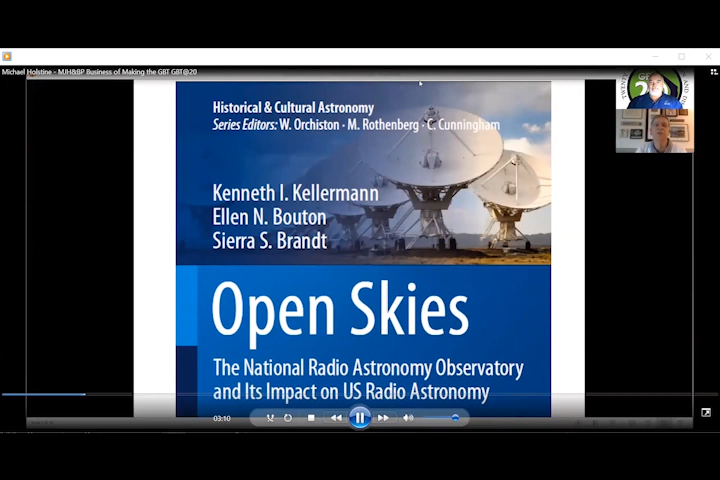 Michael Holstine - MJH&BP Business of Making the GBT GBT@20
Historical & Cultural Astronomy
Series Editors: W. Orchiston · M. Rothenberg · C. Cunningham
Kenneth I. Kellermann
Ellen N. Bouton
Sierra S. Brandt
Open Skies
The National Radio Astronomy Observatory
and Its Impact on US Radio Astronomy
03:10